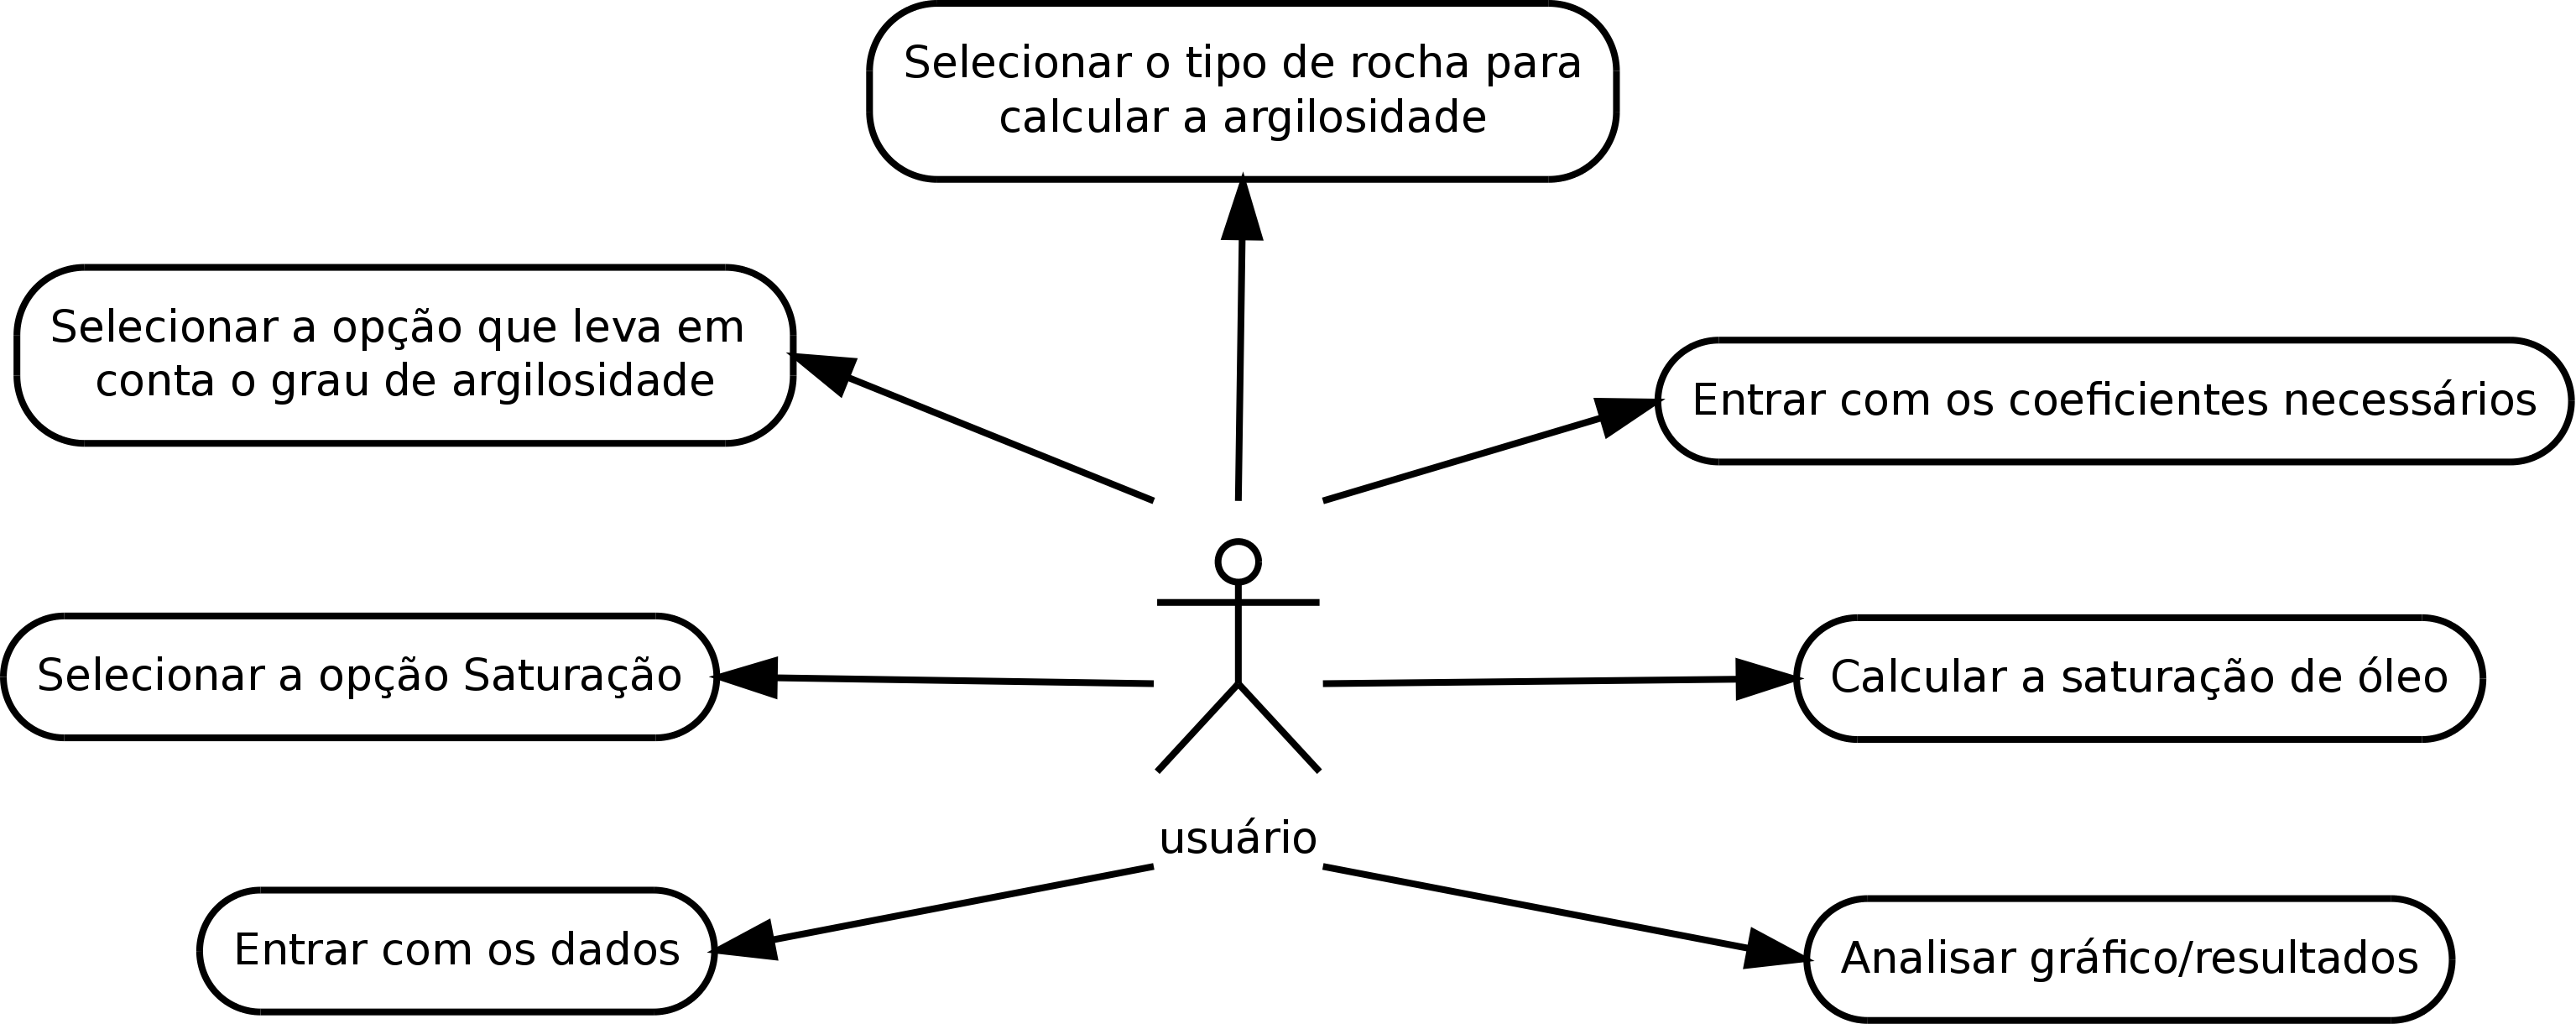 Selecionar o tipo de rocha para
calcular a argilosidade
Selecionar a opção que leva em
conta o grau de argilosidade
Entrar com os coeficientes necessários
Selecionar a opção Saturação
Calcular a saturação de óleo
usuário
Entrar com os dados
Analisar gráfico/resultados